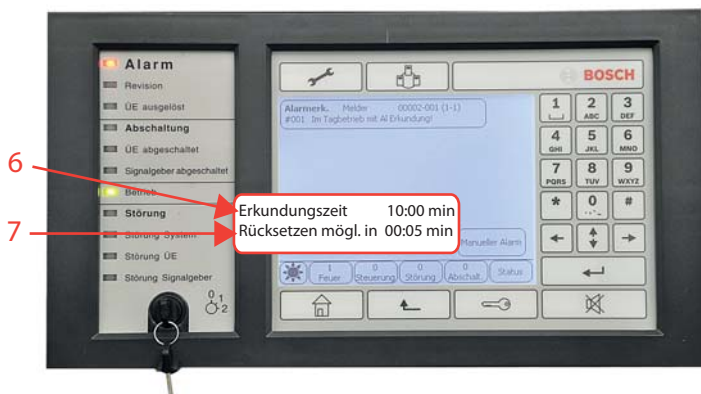 Alarm
Revision
ÜE ausgelöst
Abschaltung
ÜE abgeschaltet
Signalgeber abgeschaltet
Betrieb
Störung
Störung System
Störung ÜE
Störung Signalgeber
0 1 2
6
7
BOSCH
Alarmerk. Melder 00002-001 (1-1)
#001 Im Tagbetrieb mit AI Erkundung!
Erkundungszeit 10:00 min
Rücksetzen mögl. in 00:05 min
Manueller Alarm
1 0 0 0
Feuer Steuerung Störung Abschalt. Status
1 2 3
ABC DEF
4 5 6
GHI JKL MNO
7 8 9
PQRS TUV WXYZ
* 0 #